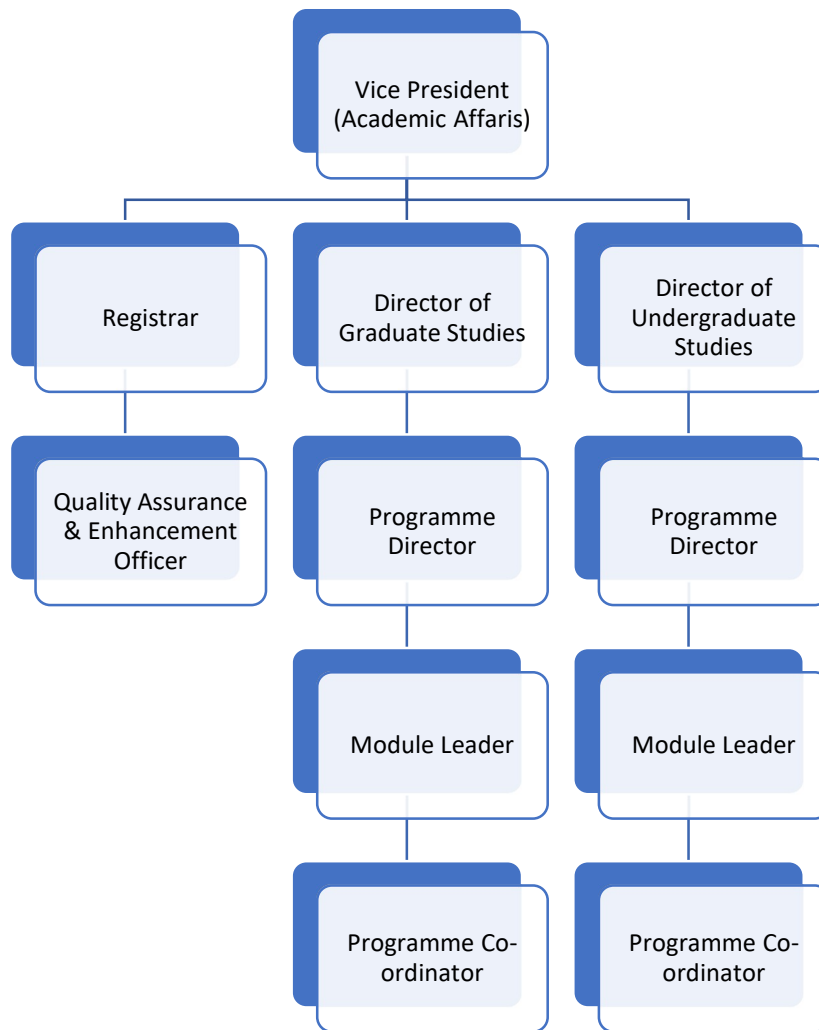 Vice President
(Academic Affaris)
Registrar
Director of
Graduate Studies
Director of
Undergraduate
Studies
Quality Assurance
& Enhancement
Officer
Programme
Director
Programme
Director
Module Leader
Module Leader
Programme Co-
ordinator
Programme Co-
ordinator